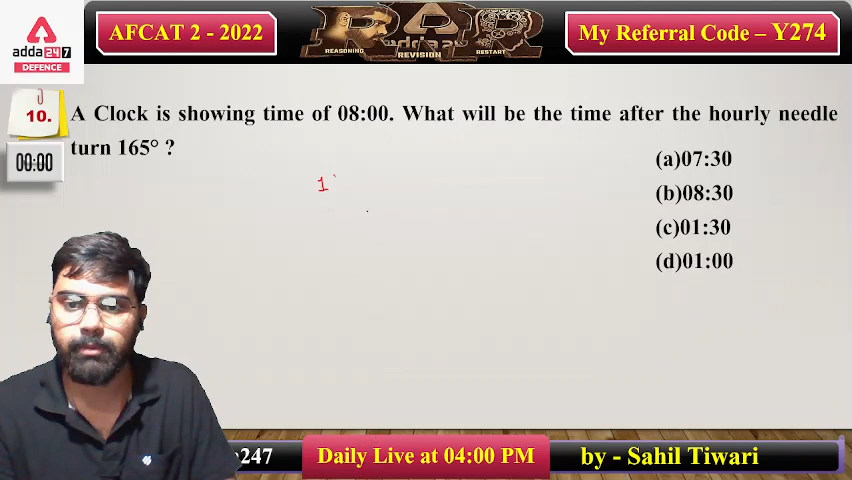 adda247
DEFENCE
AFCAT 2 - 2022
REASONING
REVISION
RESTART
My Referral Code – Y274
10. A Clock is showing time of 08:00. What will be the time after the hourly needle
turn 165° ?
00:00
(a)07:30
(b)08:30
(c)01:30
(d)01:00
1
247
Daily Live at 04:00 PM
by - Sahil Tiwari